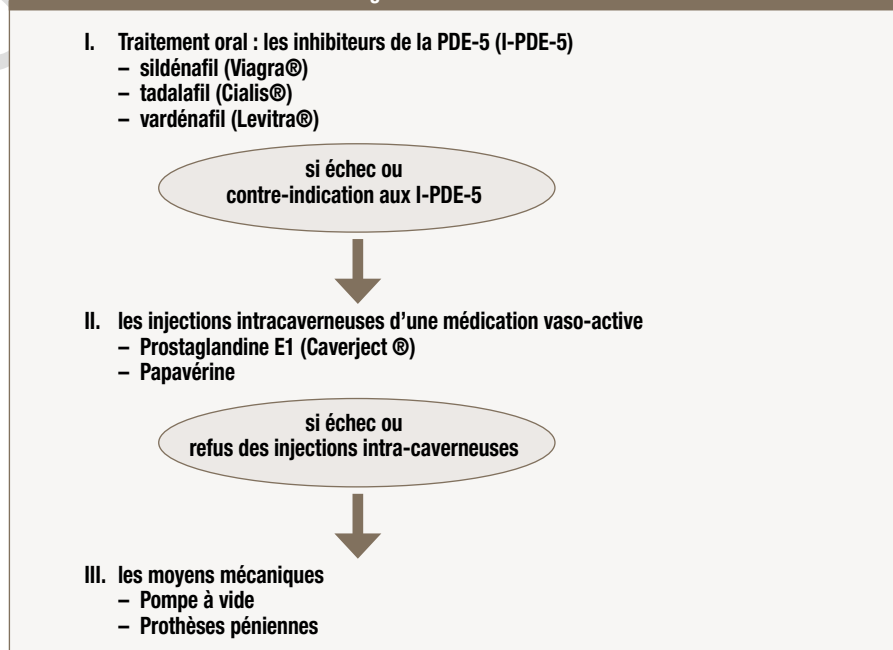 I. Traitement oral : les inhibiteurs de la PDE-5 (I-PDE-5)
– sildénafil (Viagra®)
– tadalafil (Cialis®)
– vardénafil (Levitra®)
si échec ou
contre-indication aux I-PDE-5
II. les injections intracaverneuses d’une médication vaso-active
– Prostaglandine E1 (Caverject ®)
– Papavérine
si échec ou
refus des injections intra-caverneuses
III. les moyens mécaniques
– Pompe à vide
– Prothèses péniennes